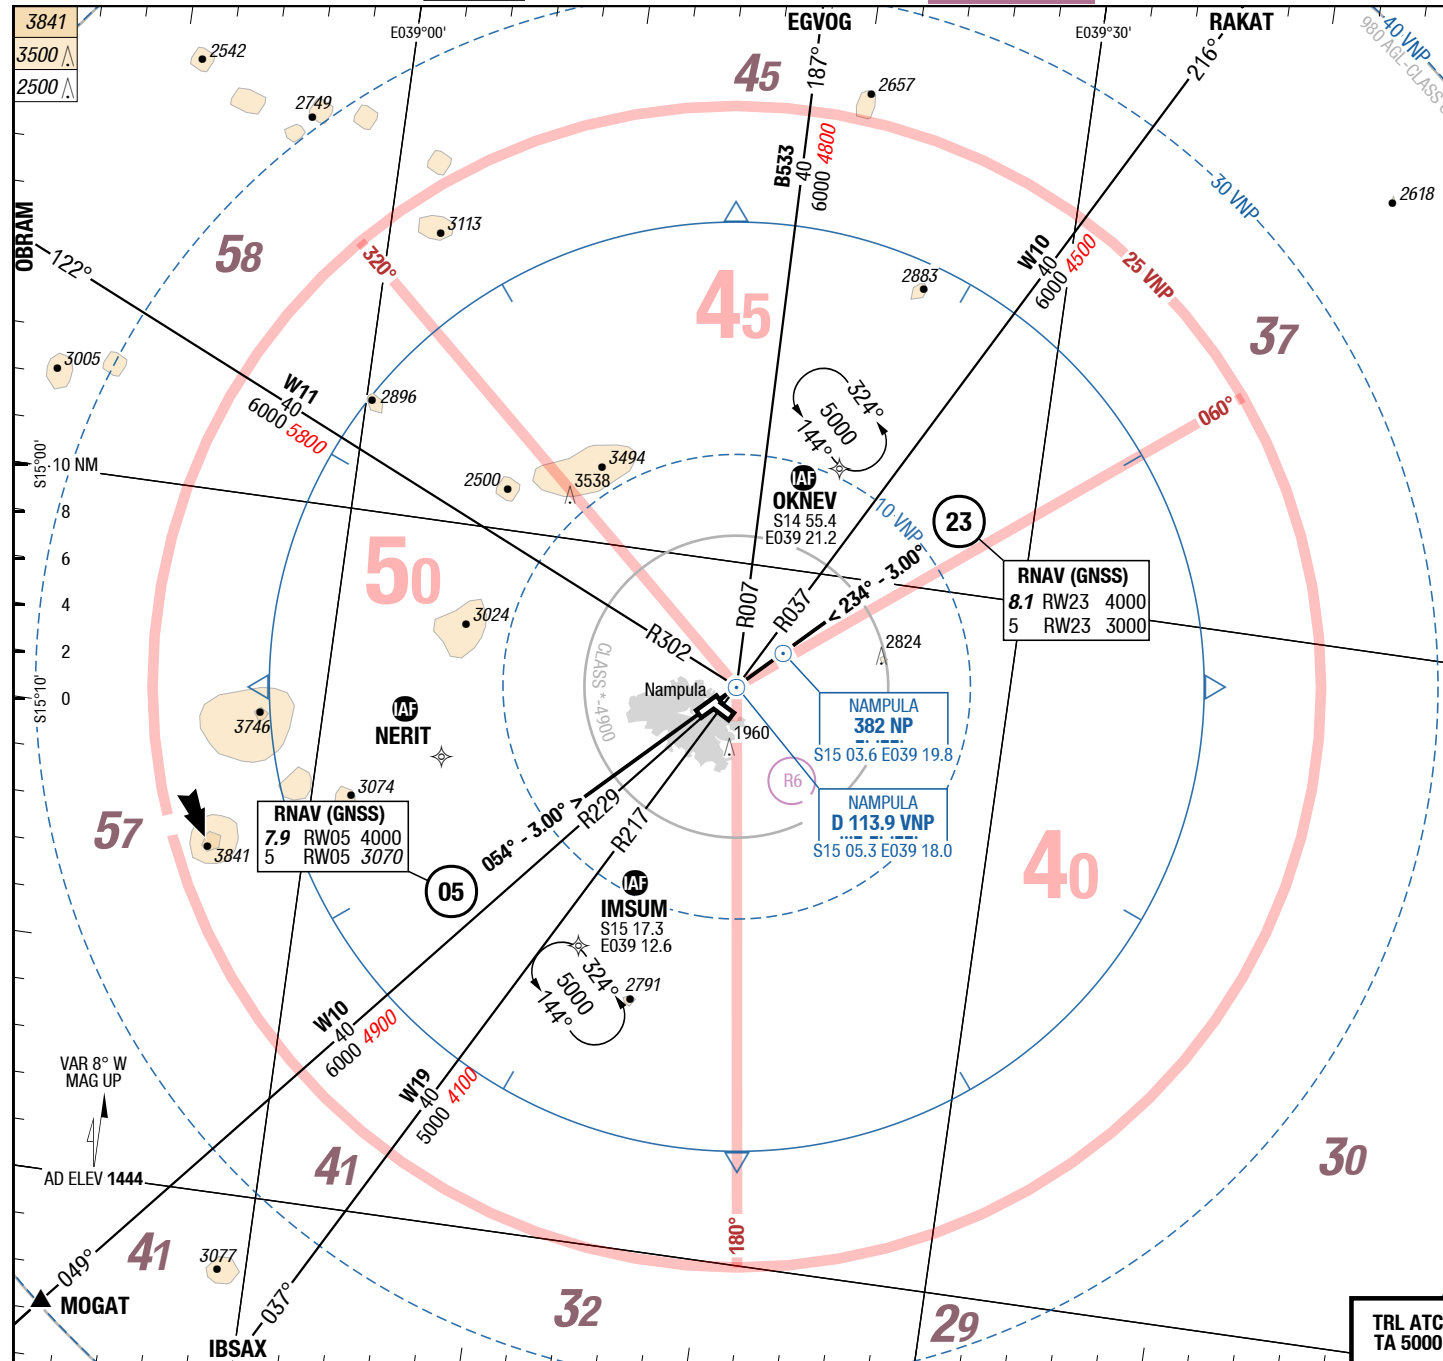 3841
3500
2500
E039°00'
EGVOG
E039°30'
RAKAT
40 VNP
980 AGL-CLASS
2542
2749
45
187°
2657
216°
B533
40
6000 4800
30 VNP
2618
OBRAM
122°
58
3113
320°
W10
40
6000 4500
25 VNP
2883
45
37
3005
W11
40
6000 5800
2896
324°
5000
144°
060°
S15°00'
10 NM
8
6
4
2
0
S15°10'
2500
3494
3538
IAF
OKNEV
S14 55.4
E039 21.2
10 VNP
23
RNAV (GNSS)
8.1 RW23 4000
5 RW23 3000
50
3024
R302
R007
R037
< 234° - 3.00°
2824
CLASS *-4900
Nampula
NAMPULA
382 NP
S15 03.6 E039 19.8
IAF
NERIT
3746
1960
R6
NAMPULA
D 113.9 VNP
S15 05.3 E039 18.0
57
3074
3841
RNAV (GNSS)
7.9 RW05 4000
5 RW05 3070
05
054° - 3.00° >
R229
R217
40
IAF
IMSUM
S15 17.3
E039 12.6
324°
5000
144°
2791
W10
40
6000 4900
W19
40
5000 4100
VAR 8° W
MAG UP
AD ELEV 1444
41
30
180°
41
3077
049°
MOGAT
037°
IBSAX
32
29
TRL ATC
TA 5000